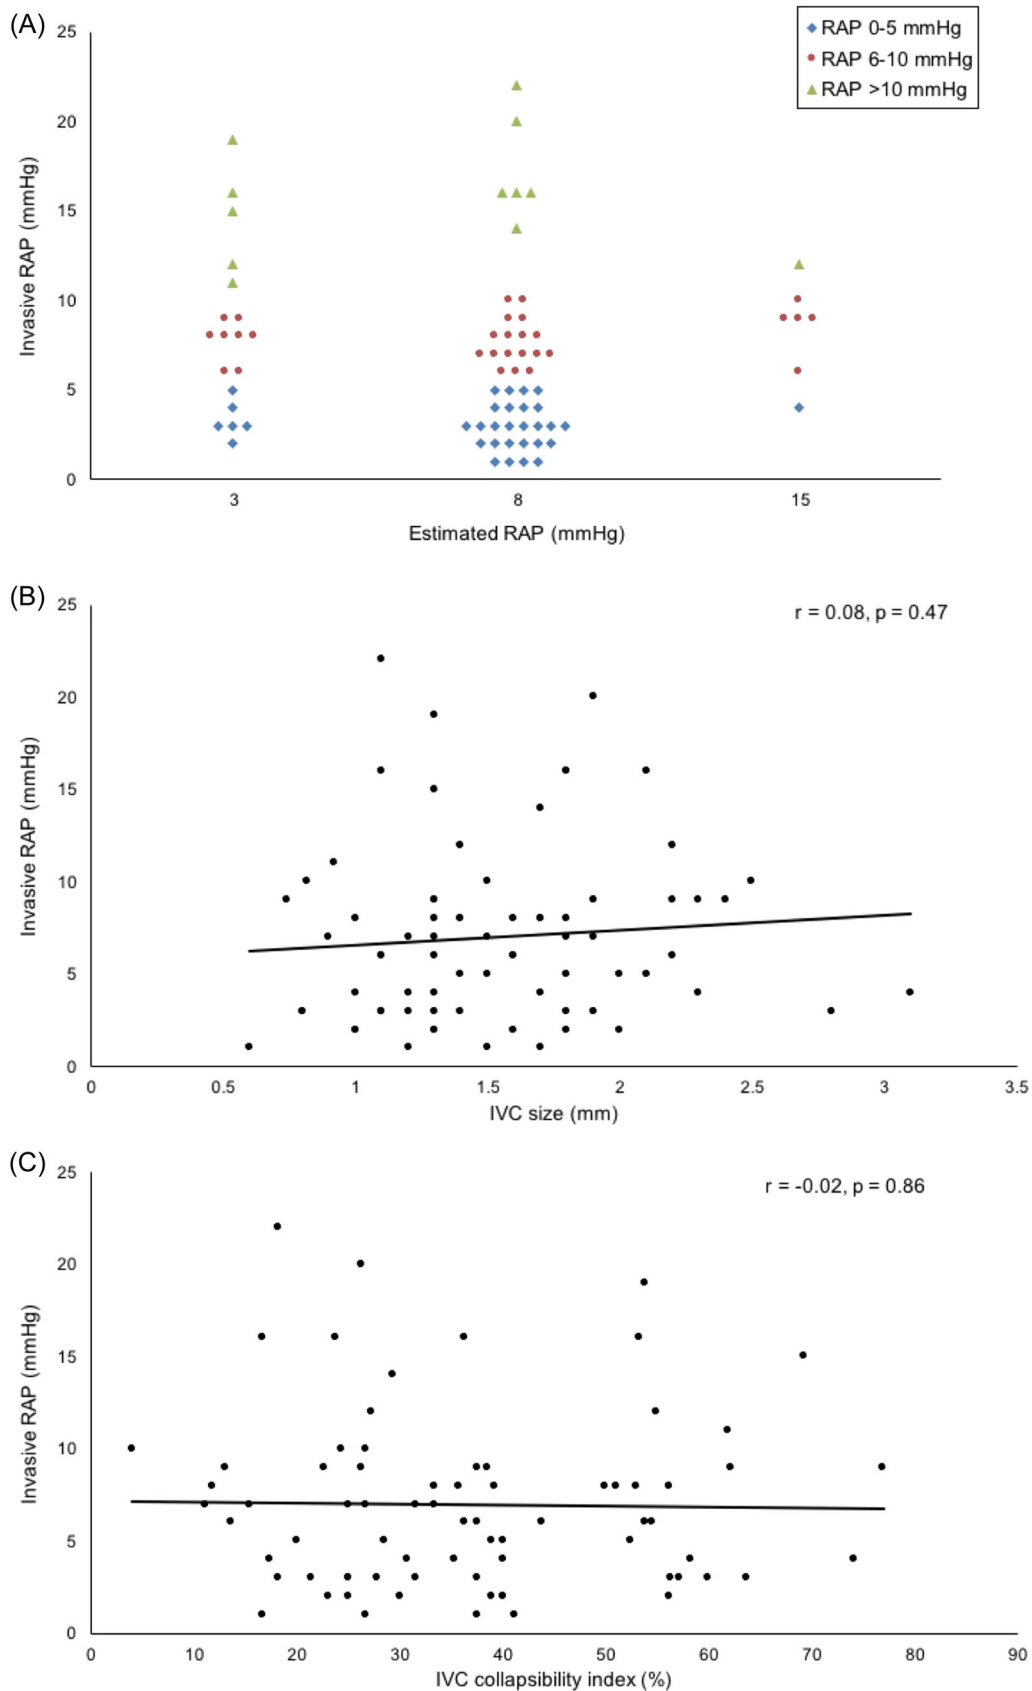 (A)
25
20
15
10
5
0
Invasive RAP (mmHg)
RAP 0-5 mmHg
RAP 6-10 mmHg
RAP >10 mmHg
3 8 15
Estimated RAP (mmHg)
(B)
25
20
15
10
5
0
Invasive RAP (mmHg)
r = 0.08, p = 0.47
0 0.5 1 1.5 2 2.5 3 3.5
IVC size (mm)
(C)
25
20
15
10
5
0
Invasive RAP (mmHg)
r = -0.02, p = 0.86
0 10 20 30 40 50 60 70 80 90
IVC collapsibility index (%)